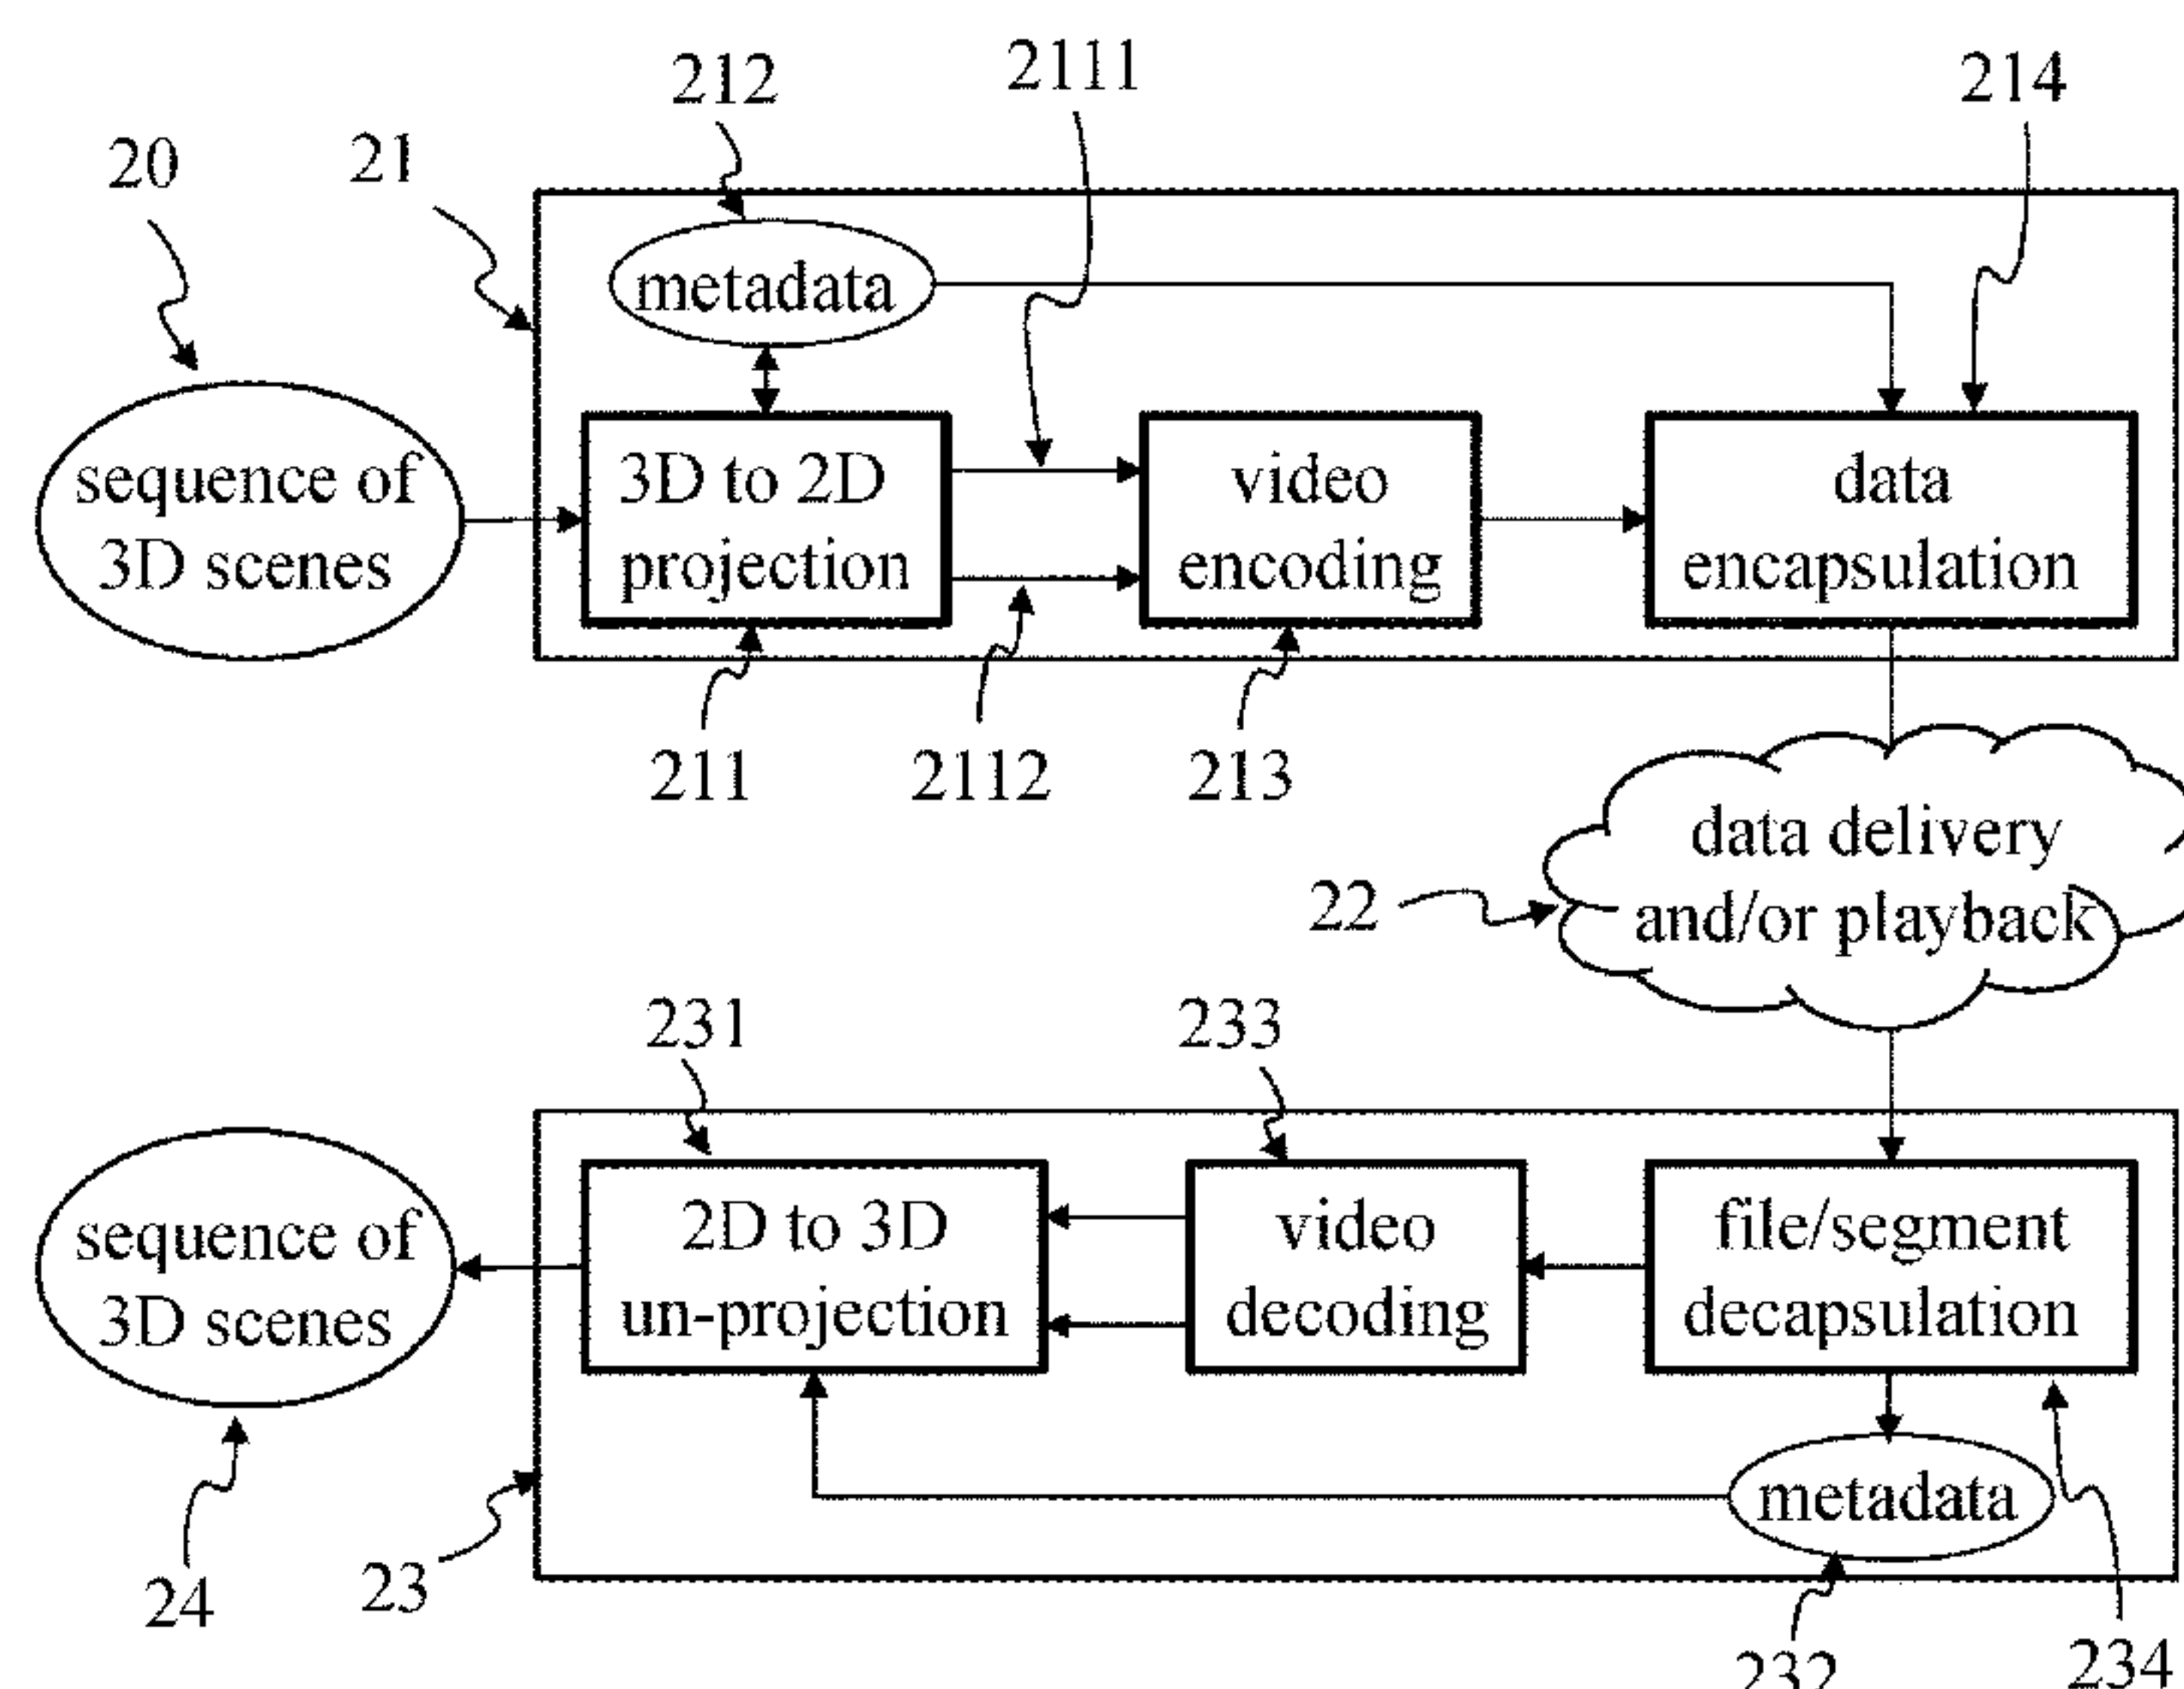 212
2111
214
20
21
metadata
sequence of
3D scenes
3D to 2D
projection
video
encoding
data
encapsulation
211
2112
213
data delivery
and/or playback
22
231
233
sequence of
3D scenes
2D to 3D
un-projection
video
decoding
file/segment
decapsulation
metadata
24
23
232
234